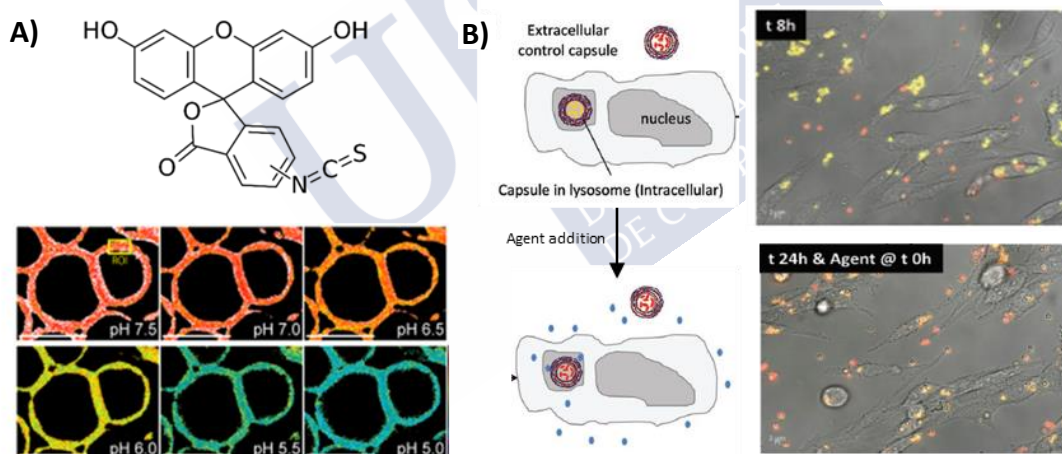 A)
HO
O
OH
O
O
N
C
S
ROI
pH 7.5
pH 7.0
pH 6.5
pH 6.0
pH 5.5
pH 5.0
B)
Extracellular
control capsule
nucleus
Capsule in lysosome (Intracellular)
Agent addition
t 8h
t 24h & Agent @ t 0h